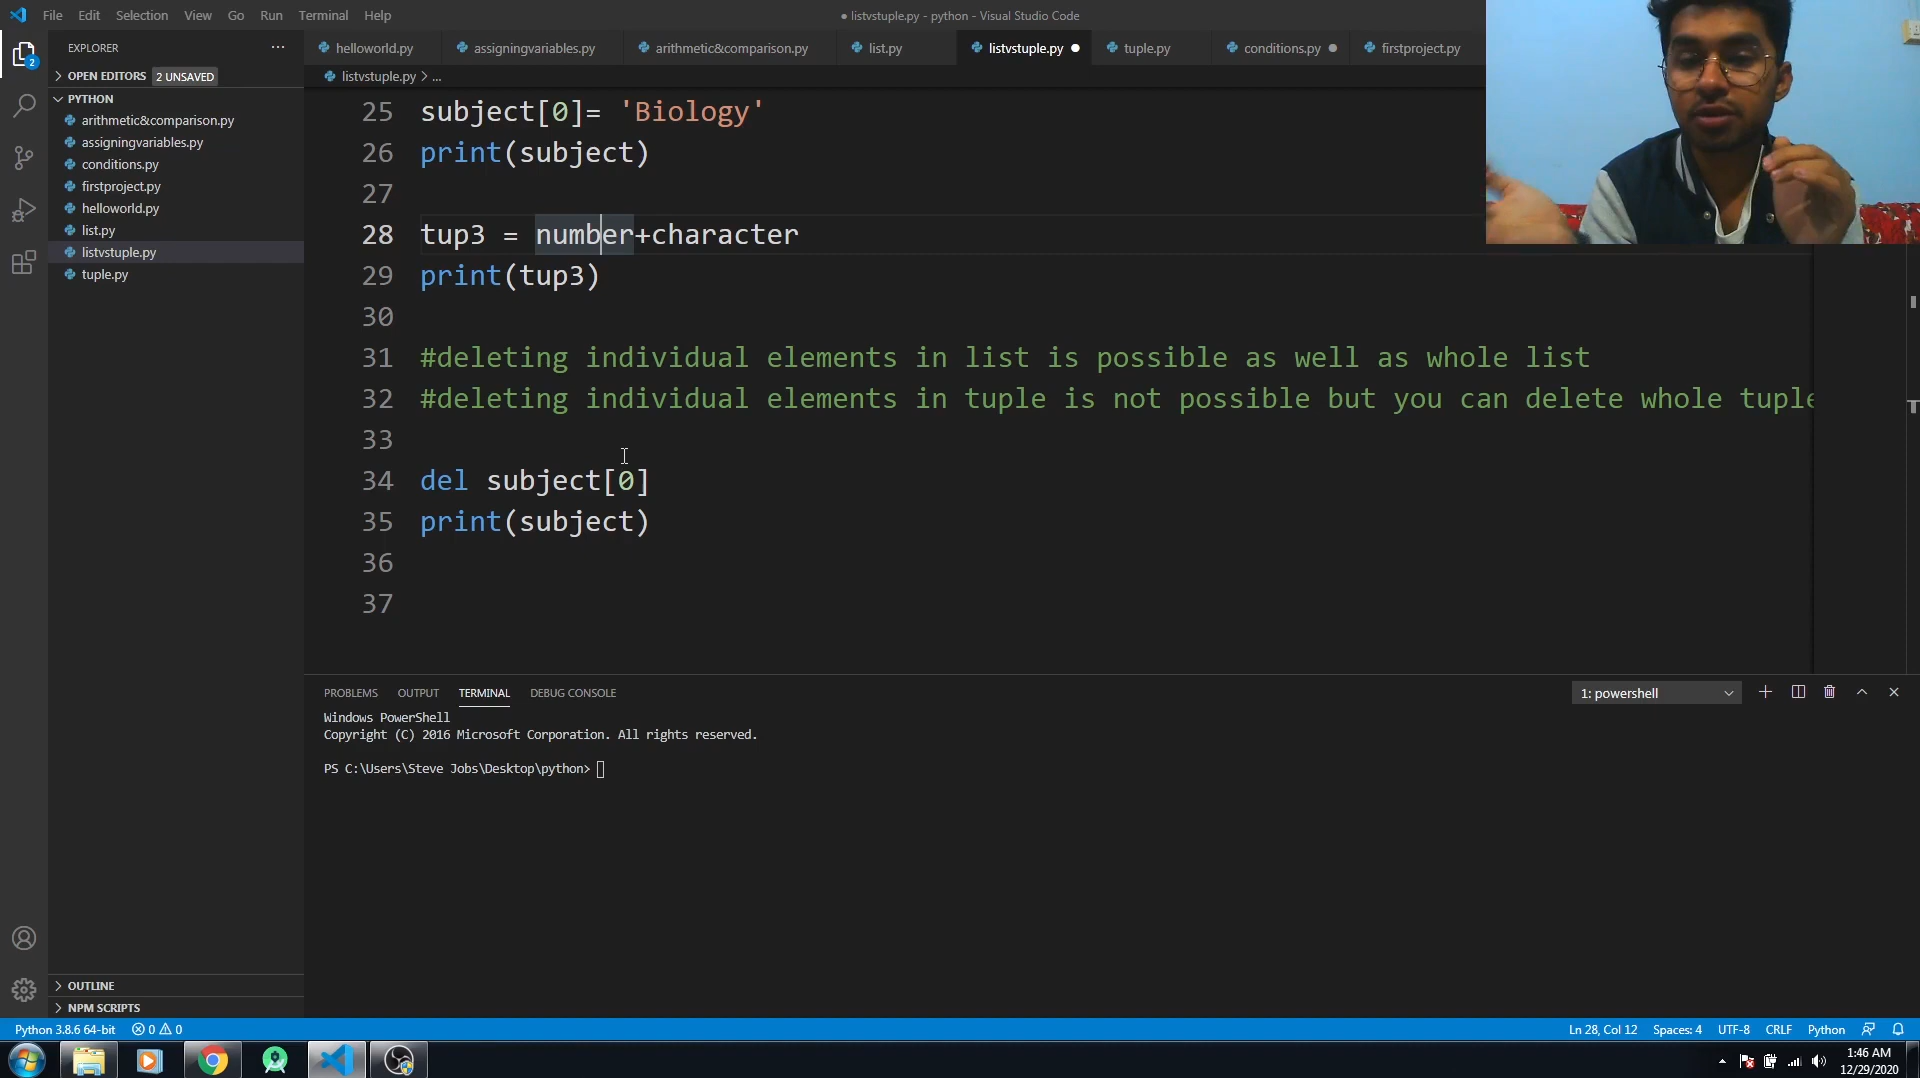 File Edit Selection View Go Run Terminal Help
● listvstuple.py - python - Visual Studio Code
EXPLORER ···
helloworld.py assigningvariables.py arithmetic&comparison.py list.py listvstuple.py tuple.py conditions.py firstproject.py
OPEN EDITORS 2 UNSAVED
listvstuple.py > ...
2
PYTHON
arithmetic&comparison.py
assigningvariables.py
conditions.py
firstproject.py
helloworld.py
list.py
listvstuple.py
tuple.py
25 subject[0]= 'Biology'
26 print(subject)
27
28 tup3 = number+character
29 print(tup3)
30
31 #deleting individual elements in list is possible as well as whole list
32 #deleting individual elements in tuple is not possible but you can delete whole tuple
33
34 del subject[0]
35 print(subject)
36
37
PROBLEMS OUTPUT TERMINAL DEBUG CONSOLE 1: powershell
Windows PowerShell
Copyright (C) 2016 Microsoft Corporation. All rights reserved.
PS C:\Users\Steve Jobs\Desktop\python>
OUTLINE
NPM SCRIPTS
Python 3.8.6 64-bit 0 0 Ln 28, Col 12 Spaces: 4 UTF-8 CRLF Python
1:46 AM
12/29/2020